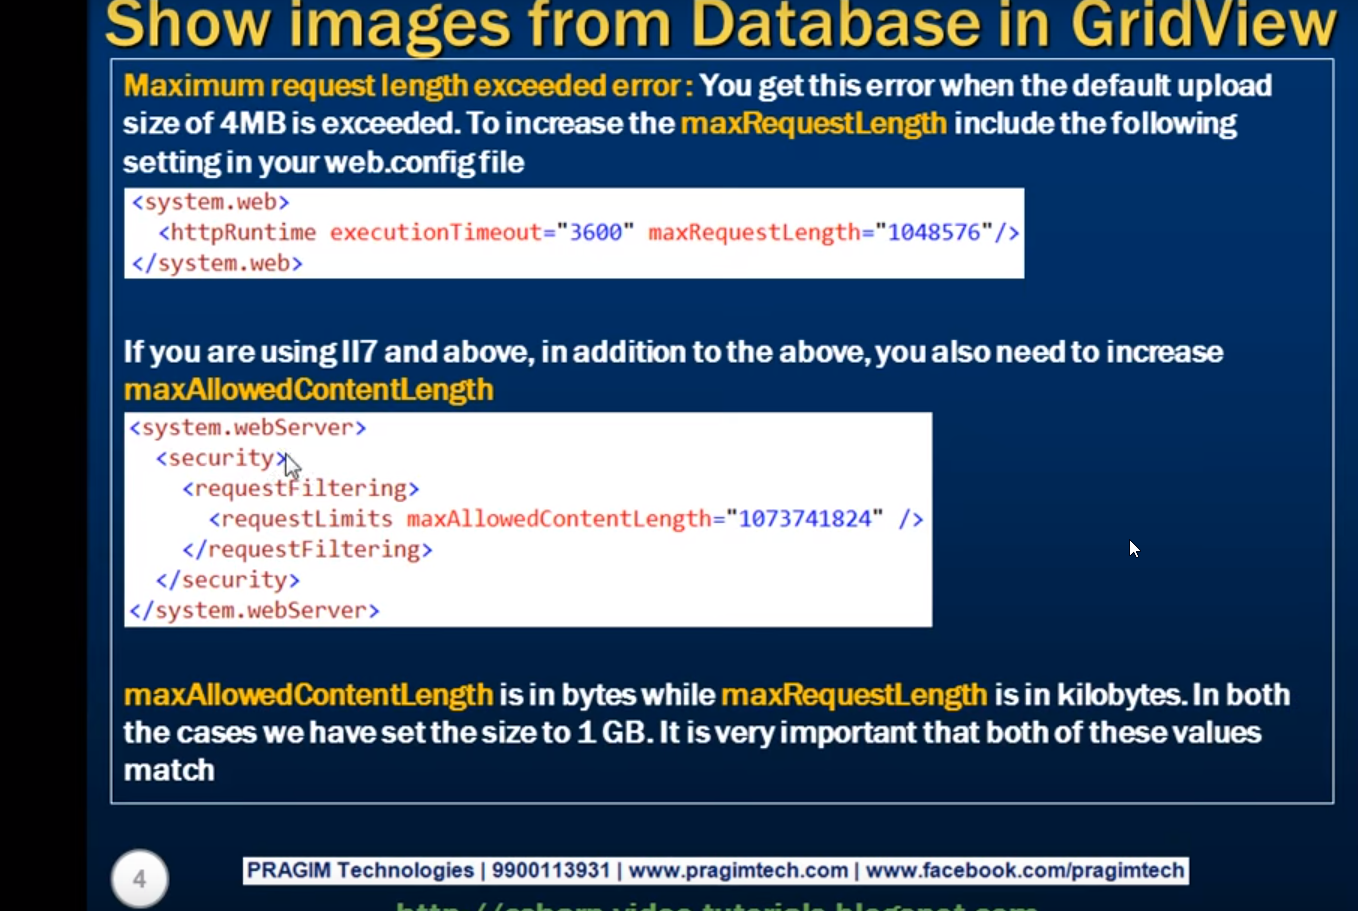 Show images from Database in GridView
Maximum request length exceeded error : You get this error when the default upload
size of 4MB is exceeded. To increase the maxRequestLength include the following
setting in your web.config file
<system.web>
<httpRuntime executionTimeout="3600" maxRequestLength="1048576"/>
</system.web>
If you are using II7 and above, in addition to the above, you also need to increase
maxAllowedContentLength
<system.webServer>
<security>
<requestFiltering>
<requestLimits maxAllowedContentLength="1073741824" />
</requestFiltering>
</security>
</system.webServer>
maxAllowedContentLength is in bytes while maxRequestLength is in kilobytes. In both
the cases we have set the size to 1 GB. It is very important that both of these values
match
4
PRAGIM Technologies | 9900113931 | www.pragimtech.com | www.facebook.com/pragimtech